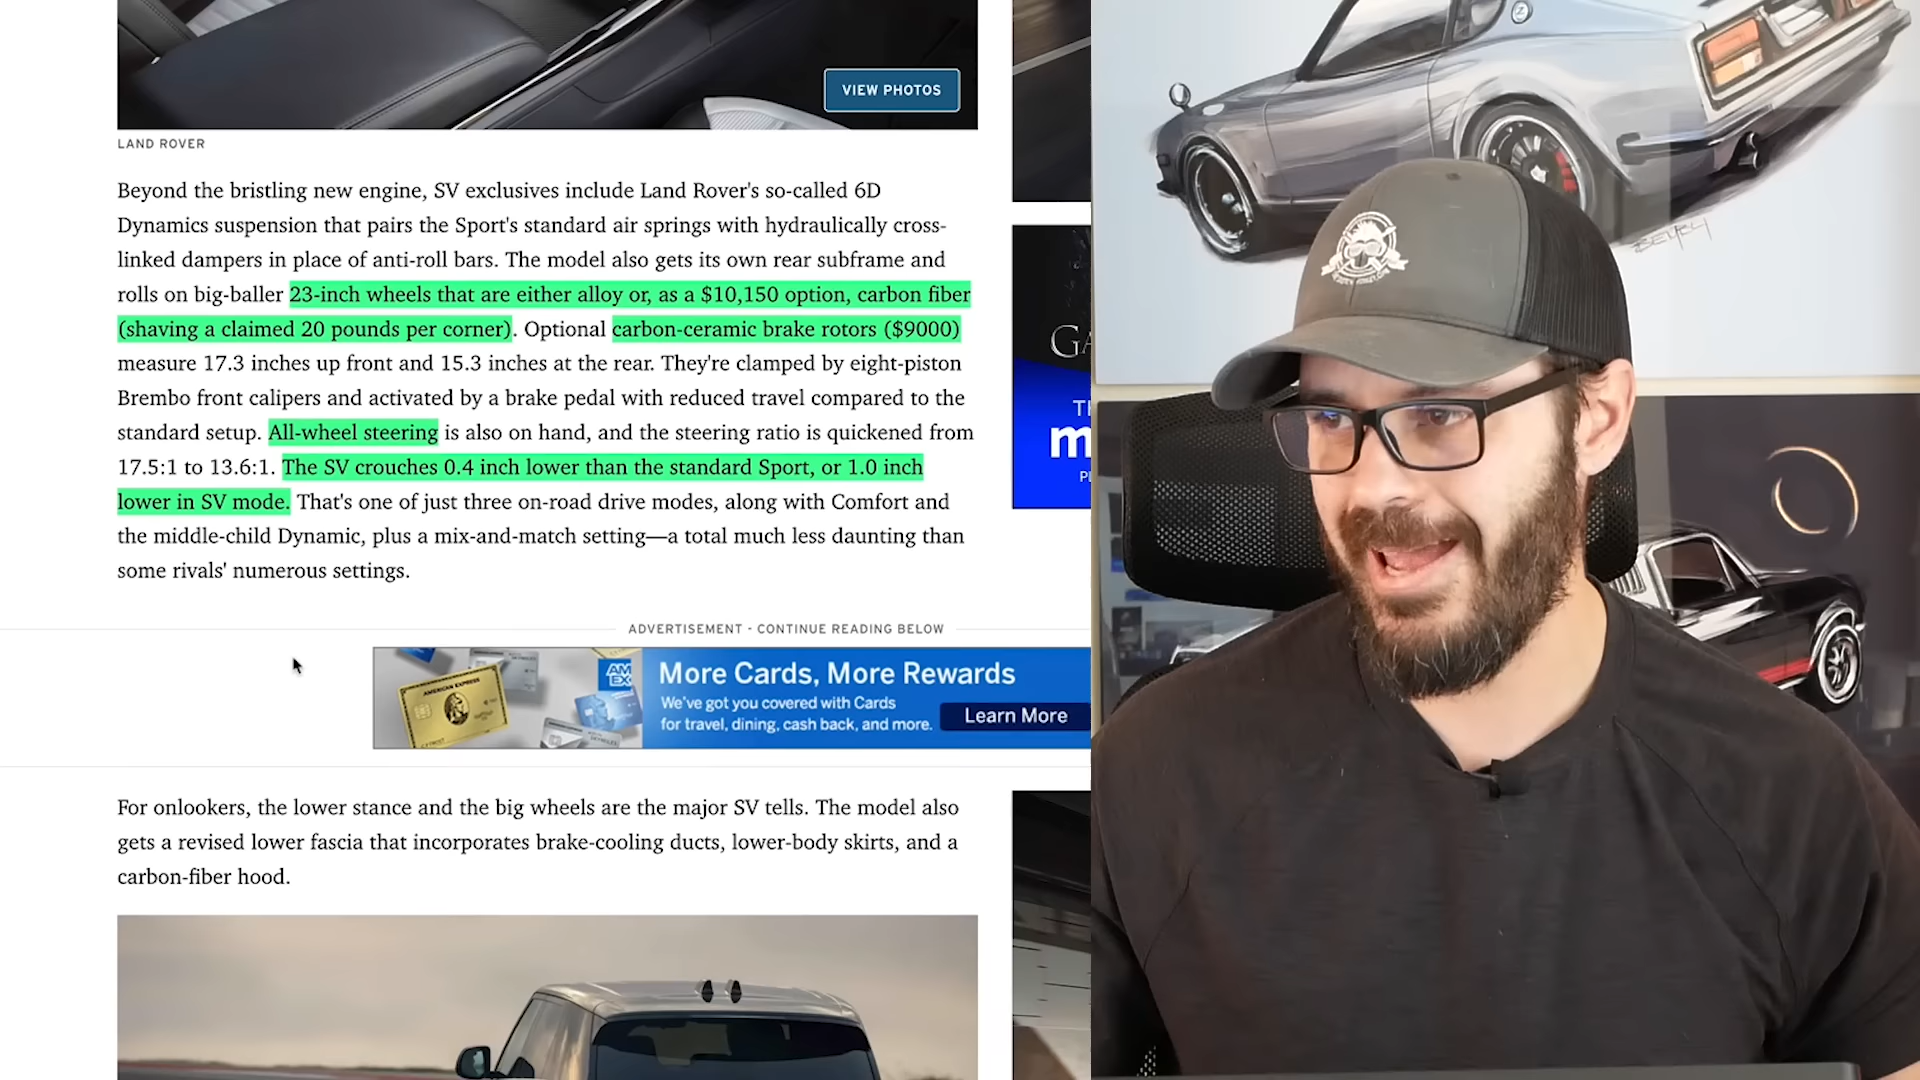 VIEW PHOTOS
LAND ROVER
Beyond the bristling new engine, SV exclusives include Land Rover's so-called 6D
Dynamics suspension that pairs the Sport's standard air springs with hydraulically cross-
linked dampers in place of anti-roll bars. The model also gets its own rear subframe and
rolls on big-baller 23-inch wheels that are either alloy or, as a $10,150 option, carbon fiber
(shaving a claimed 20 pounds per corner). Optional carbon-ceramic brake rotors ($9000)
measure 17.3 inches up front and 15.3 inches at the rear. They're clamped by eight-piston
Brembo front calipers and activated by a brake pedal with reduced travel compared to the
standard setup. All-wheel steering is also on hand, and the steering ratio is quickened from
17.5:1 to 13.6:1. The SV crouches 0.4 inch lower than the standard Sport, or 1.0 inch
lower in SV mode. That's one of just three on-road drive modes, along with Comfort and
the middle-child Dynamic, plus a mix-and-match setting—a total much less daunting than
some rivals' numerous settings.
ADVERTISEMENT - CONTINUE READING BELOW
AMERICAN EXPRESS
AM
EX
More Cards, More Rewards
We've got you covered with Cards
for travel, dining, cash back, and more.
Learn More
For onlookers, the lower stance and the big wheels are the major SV tells. The model also
gets a revised lower fascia that incorporates brake-cooling ducts, lower-body skirts, and a
carbon-fiber hood.